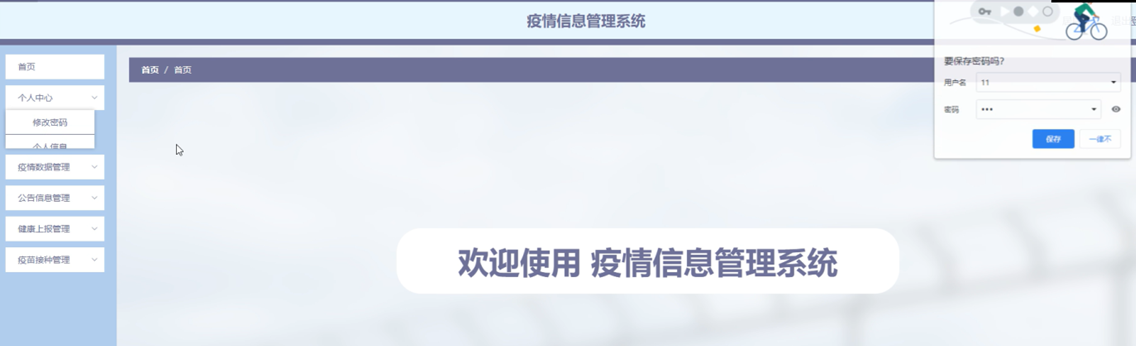 疫情信息管理系统
首页
个人中心
修改密码
个人信息
疫情数据管理
公告信息管理
健康上报管理
疫苗接种管理
首页 / 首页
欢迎使用 疫情信息管理系统
要保存密码吗?
用户名 11
密码 •••
保存 一律不